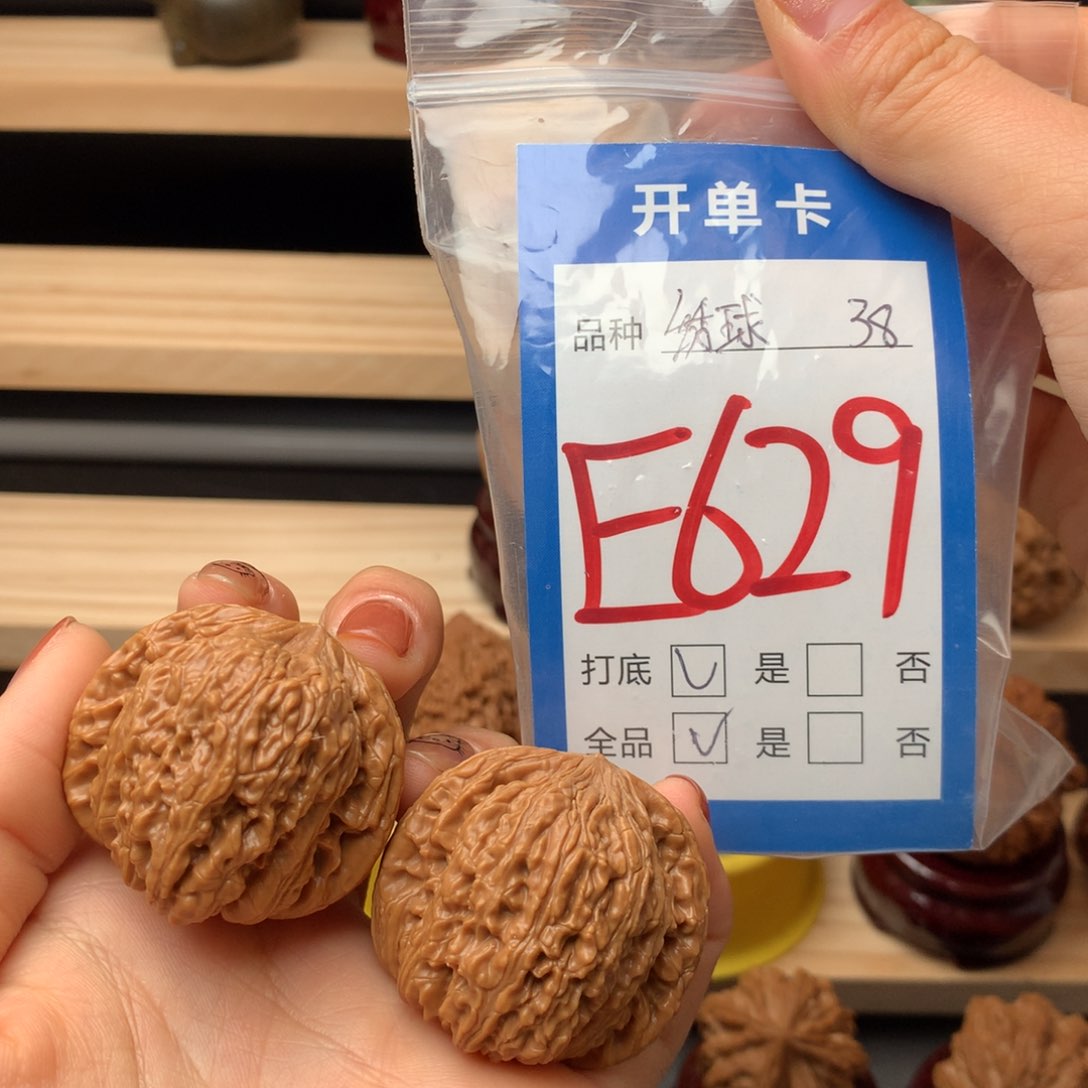 开单卡
品种 绣球 38
E629
打底 是 否
全品 是 否